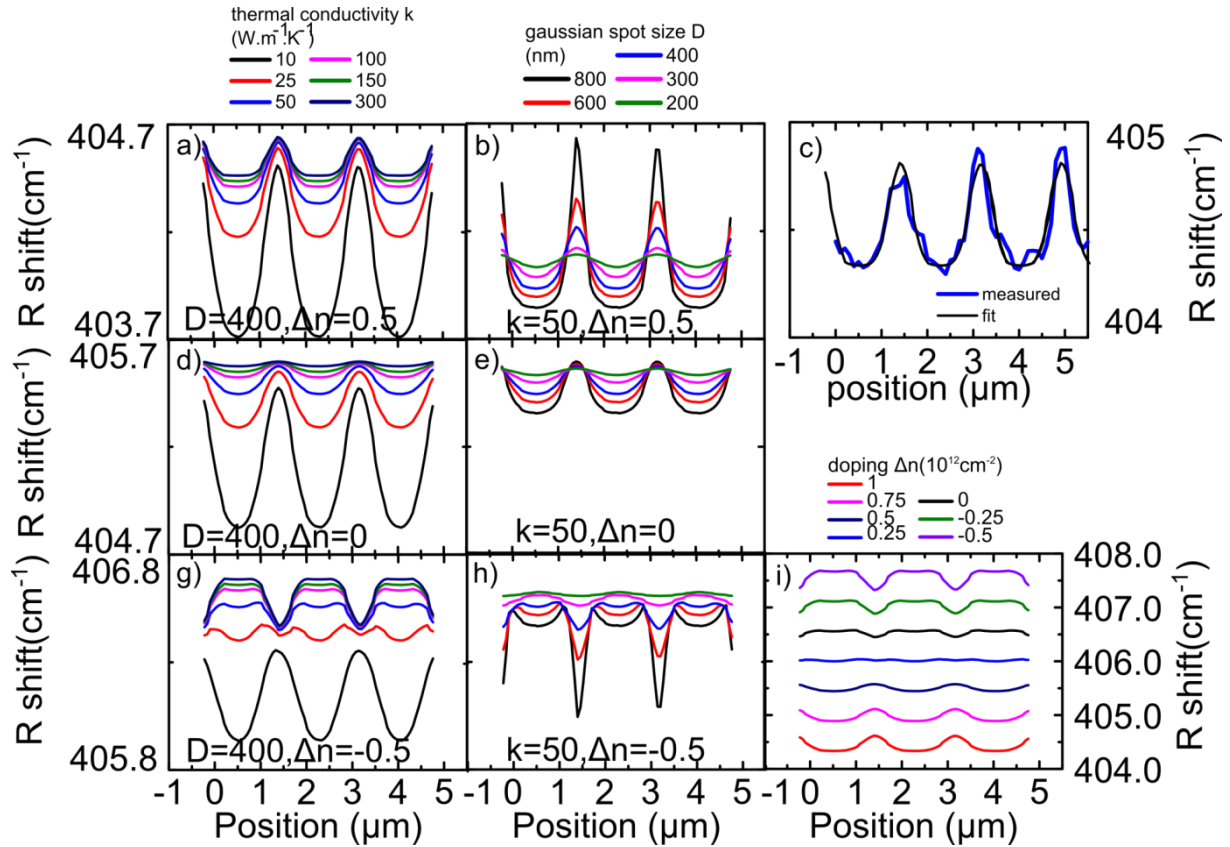 thermal conductivity k
(W.m⁻¹.K⁻¹)
10 100
25 150
50 300
gaussian spot size D
(nm) 400
800 300
600 200
R shift(cm⁻¹)
404.7
403.7
a)
D=400,Δn=0.5
b)
k=50,Δn=0.5
c)
measured
fit
405
404
R shift(cm⁻¹)
-1 0 1 2 3 4 5
position (μm)
R shift(cm⁻¹)
405.7
404.7
d)
D=400,Δn=0
e)
k=50,Δn=0
doping Δn(10¹²cm⁻²)
1
0.75 0
0.5 -0.25
0.25 -0.5
R shift(cm⁻¹)
406.8
405.8
g)
D=400,Δn=-0.5
h)
k=50,Δn=-0.5
i)
408.0
407.0
406.0
405.0
404.0
R shift(cm⁻¹)
-1 0 1 2 3 4 5
-1 0 1 2 3 4 5
-1 0 1 2 3 4 5
Position (μm)
Position (μm)
Position (μm)